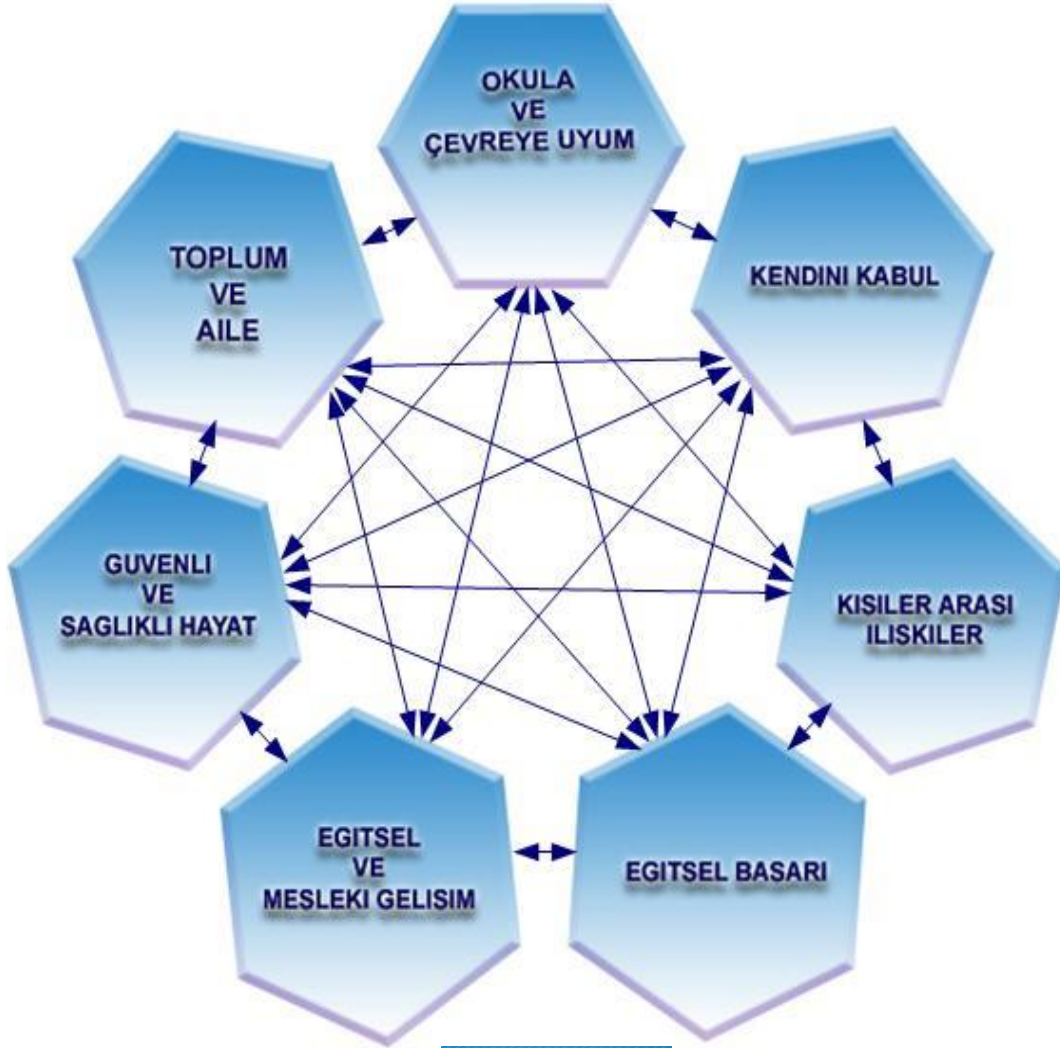 OKULA
VE
ÇEVREYE UYUM
KENDINI KABUL
KISILER ARASI
ILISKILER
EGITSEL BASARI
EGITSEL
VE
MESLEKI GELISIM
GUVENLI
VE
SAGLIKLI HAYAT
TOPLUM
VE
AILE